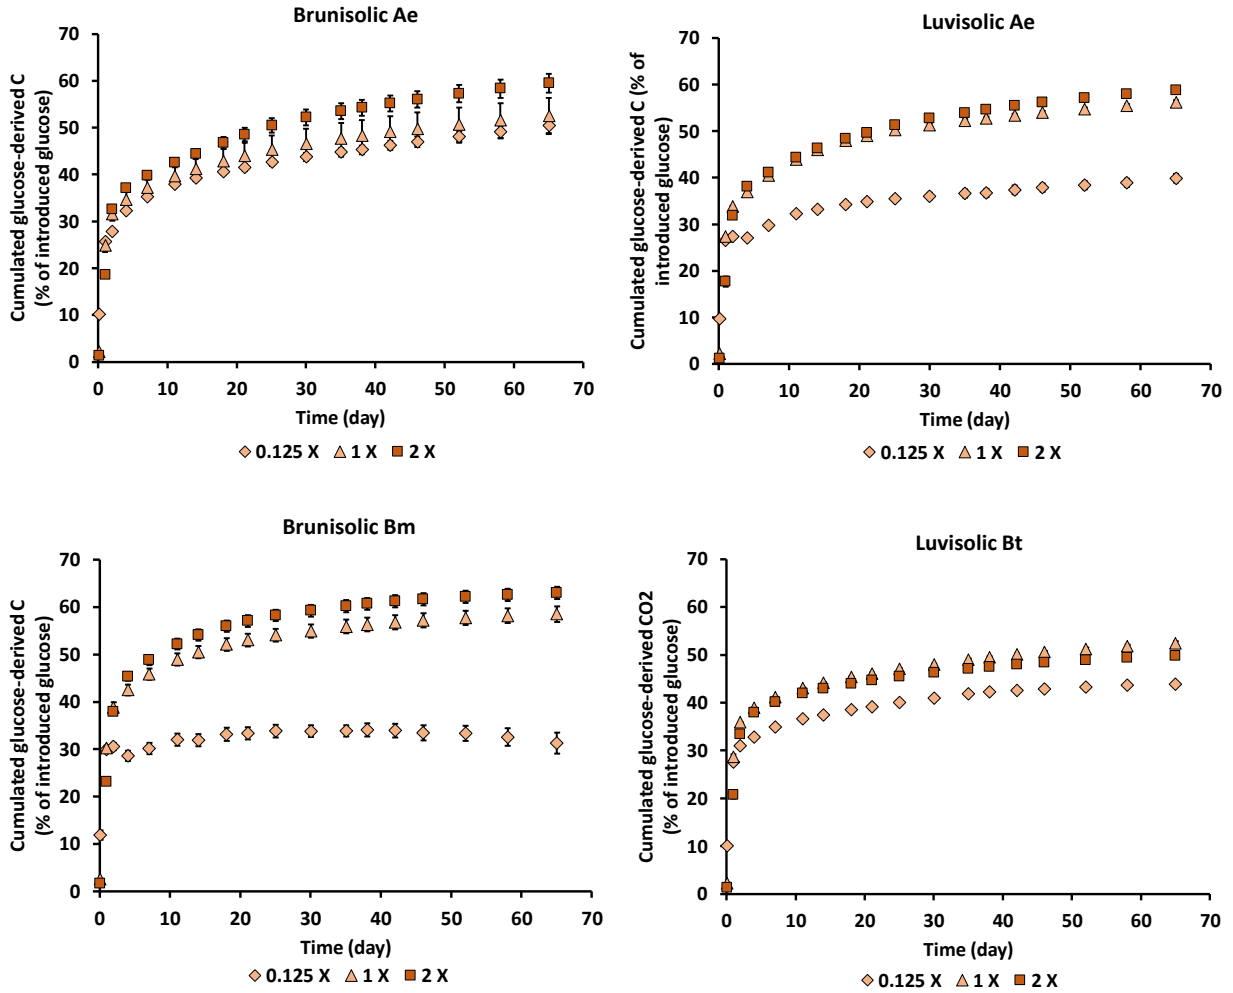 Brunisolic Ae
Cumulated glucose-derived C
(% of introduced glucose)
70
60
50
40
30
20
10
0
0 10 20 30 40 50 60 70
Time (day)
0.125 X 1 X 2 X
Luvisolic Ae
Cumulated glucose-derived C (% of
introduced glucose)
70
60
50
40
30
20
10
0
0 10 20 30 40 50 60 70
Time (day)
0.125 X 1 X 2 X
Brunisolic Bm
Cumulated glucose-derived C
(% of introduced glucose)
70
60
50
40
30
20
10
0
0 10 20 30 40 50 60 70
Time (day)
0.125 X 1 X 2 X
Luvisolic Bt
Cumulated glucose-derived CO2
(% of introduced glucose)
70
60
50
40
30
20
10
0
0 10 20 30 40 50 60 70
Time (day)
0.125 X 1 X 2 X